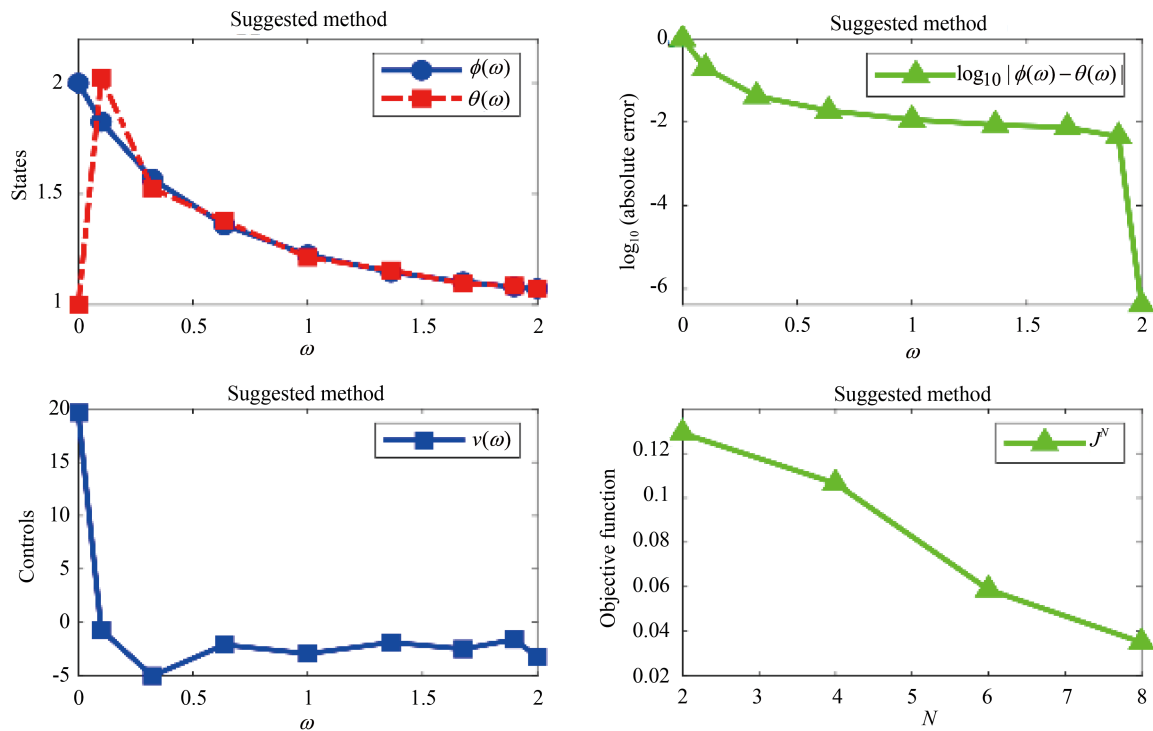 Suggested method
2
1.5
1
States
ϕ(ω)
θ(ω)
0 0.5 1 1.5 2
ω
Suggested method
0
-2
-4
-6
log₁₀ (absolute error)
log₁₀ | ϕ(ω) − θ(ω) |
0 0.5 1 1.5 2
ω
Suggested method
20
15
10
5
0
-5
Controls
v(ω)
0 0.5 1 1.5 2
ω
Suggested method
0.12
0.1
0.08
0.06
0.04
0.02
Objective function
Jᴺ
2 3 4 5 6 7 8
N